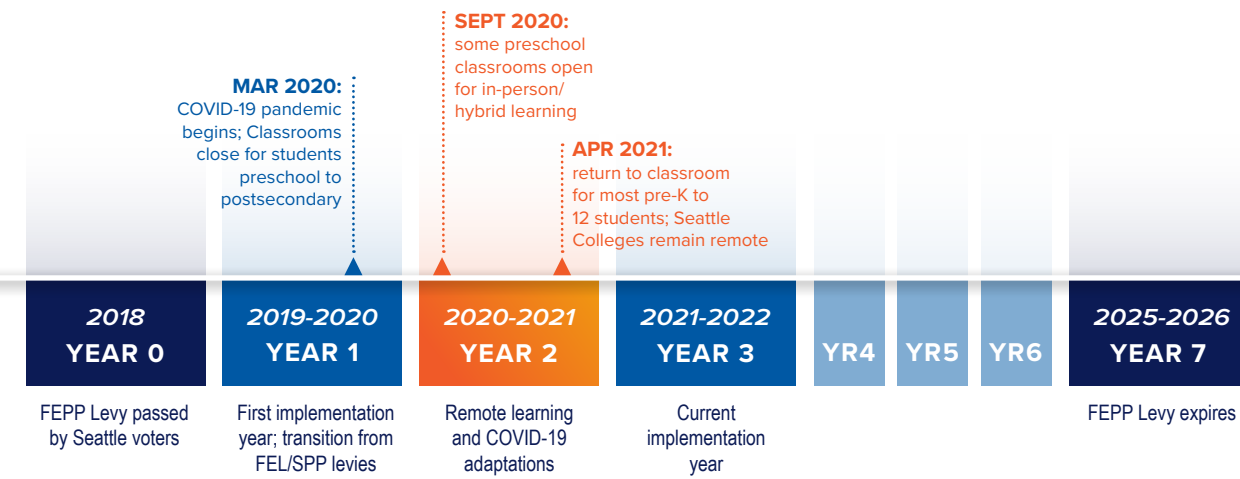 SEPT 2020:
some preschool
classrooms open
for in-person/
hybrid learning
MAR 2020:
COVID-19 pandemic
begins; Classrooms
close for students
preschool to
postsecondary
APR 2021:
return to classroom
for most pre-K to
12 students; Seattle
Colleges remain remote
2018
YEAR 0
2019-2020
YEAR 1
2020-2021
YEAR 2
2021-2022
YEAR 3
YR4
YR5
YR6
2025-2026
YEAR 7
FEPP Levy passed
by Seattle voters
First implementation
year; transition from
FEL/SPP levies
Remote learning
and COVID-19
adaptations
Current
implementation
year
FEPP Levy expires